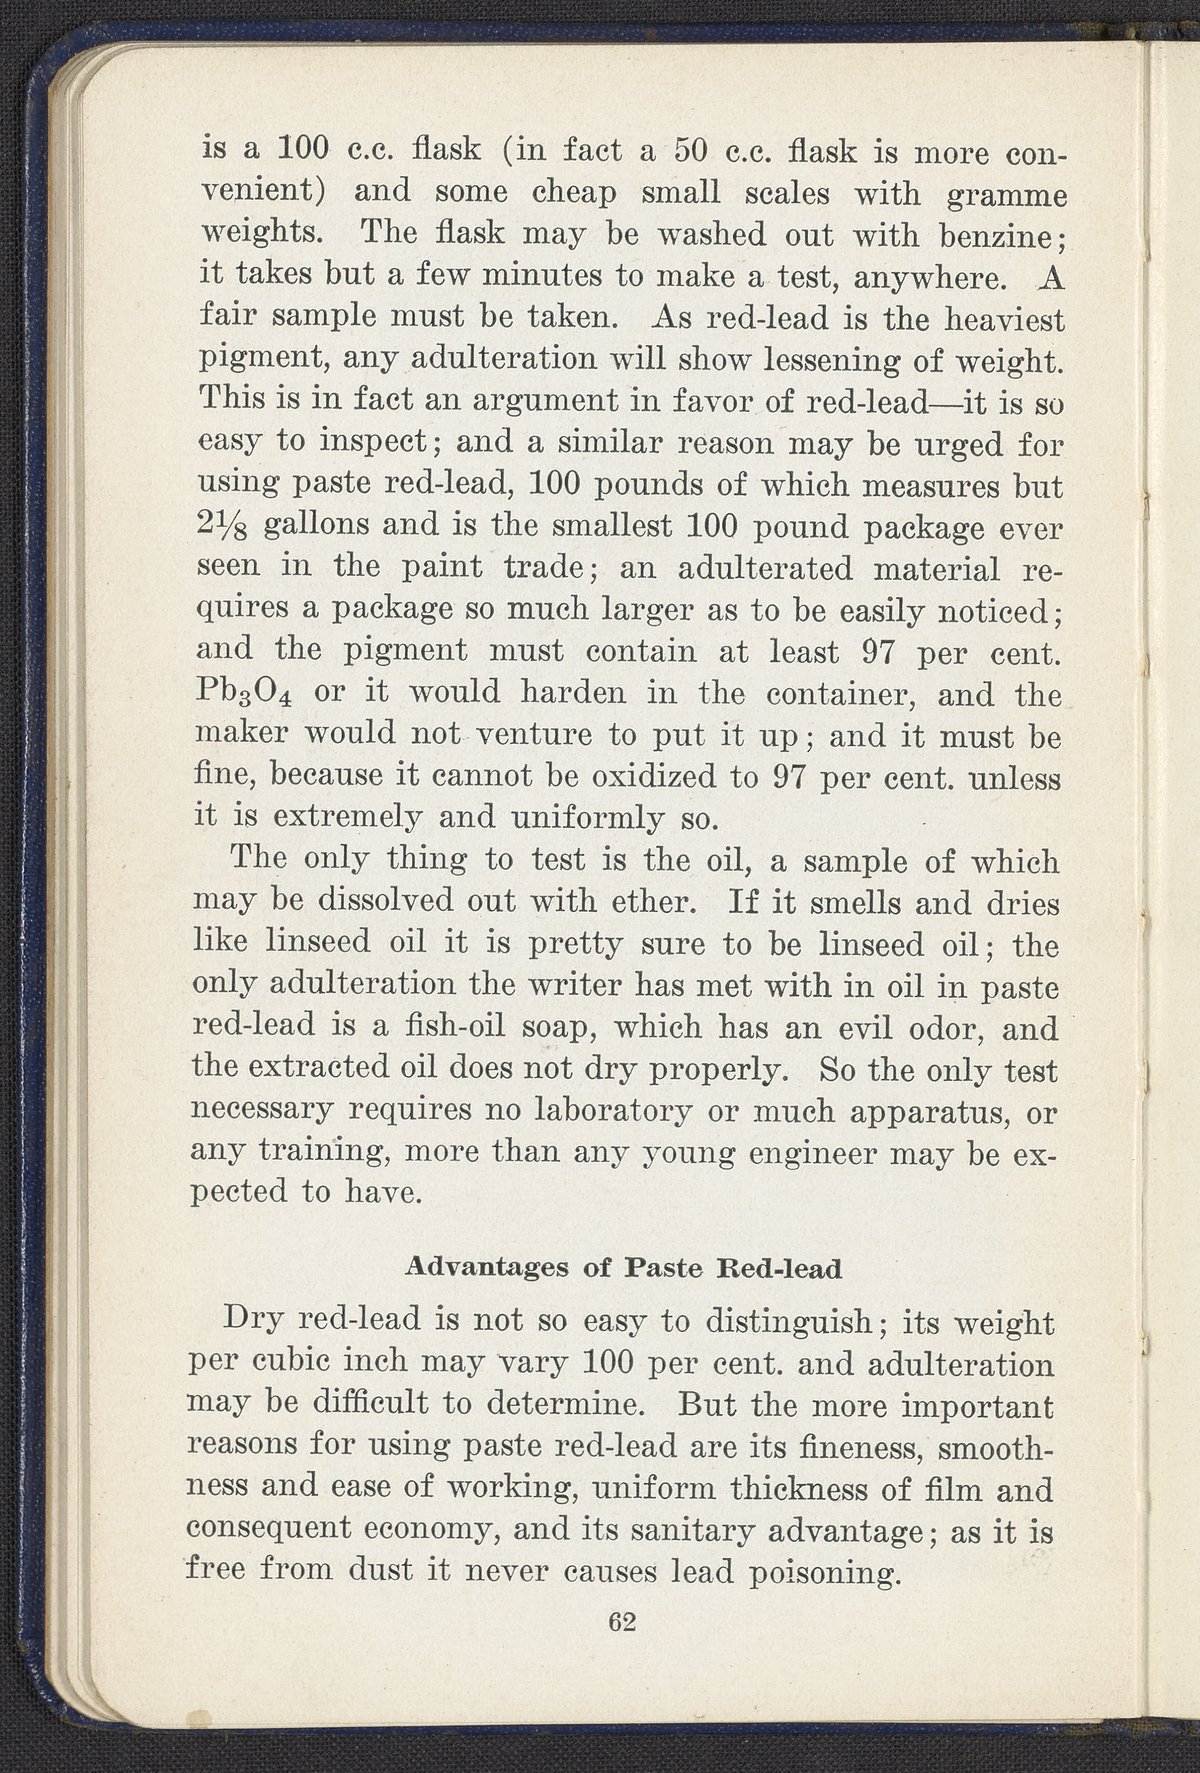 is a 100 c.c. flask (in fact a 50 c.c. flask is more con-
venient) and some cheap small scales with gramme
weights. The flask may be washed out with benzine;
it takes but a few minutes to make a test, anywhere. A
fair sample must be taken. As red-lead is the heaviest
pigment, any adulteration will show lessening of weight.
This is in fact an argument in favor of red-lead—it is so
easy to inspect; and a similar reason may be urged for
using paste red-lead, 100 pounds of which measures but
2⅛ gallons and is the smallest 100 pound package ever
seen in the paint trade; an adulterated material re-
quires a package so much larger as to be easily noticed;
and the pigment must contain at least 97 per cent.
Pb₃O₄ or it would harden in the container, and the
maker would not venture to put it up; and it must be
fine, because it cannot be oxidized to 97 per cent. unless
it is extremely and uniformly so.
The only thing to test is the oil, a sample of which
may be dissolved out with ether. If it smells and dries
like linseed oil it is pretty sure to be linseed oil; the
only adulteration the writer has met with in oil in paste
red-lead is a fish-oil soap, which has an evil odor, and
the extracted oil does not dry properly. So the only test
necessary requires no laboratory or much apparatus, or
any training, more than any young engineer may be ex-
pected to have.
Advantages of Paste Red-lead
Dry red-lead is not so easy to distinguish; its weight
per cubic inch may vary 100 per cent. and adulteration
may be difficult to determine. But the more important
reasons for using paste red-lead are its fineness, smooth-
ness and ease of working, uniform thickness of film and
consequent economy, and its sanitary advantage; as it is
free from dust it never causes lead poisoning.
62